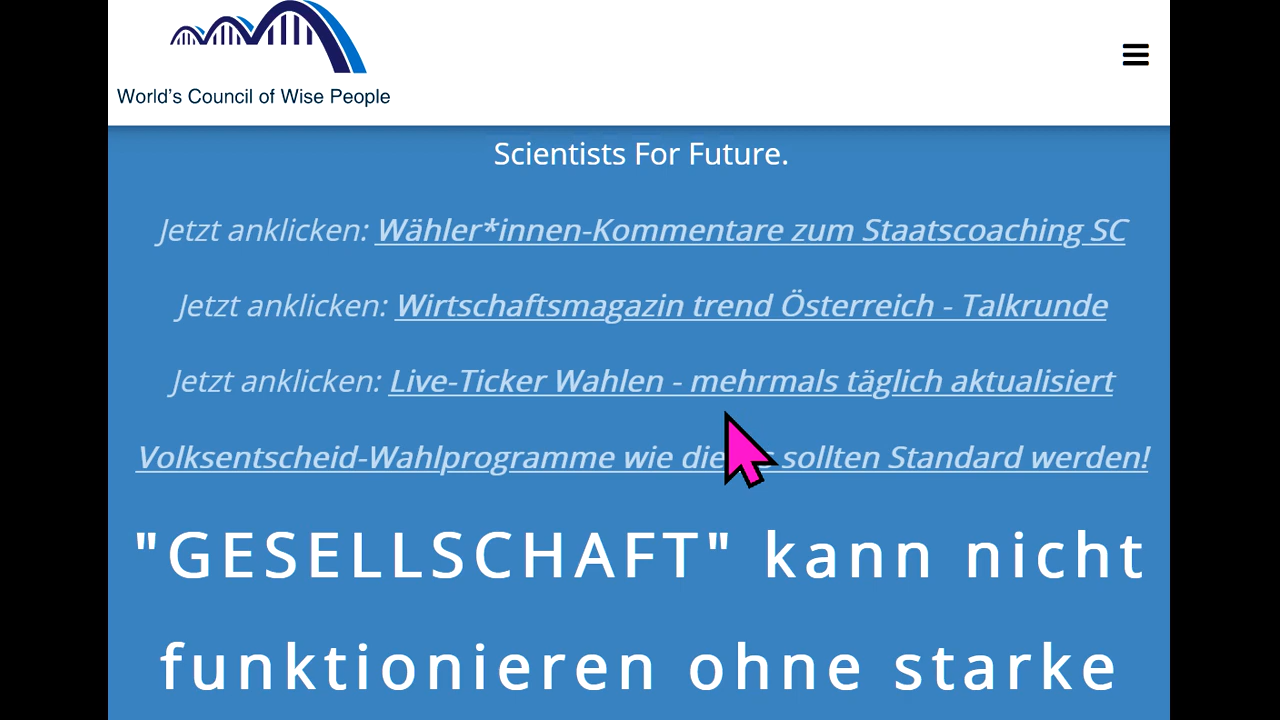 World's Council of Wise People
Scientists For Future.
Jetzt anklicken: Wähler*innen-Kommentare zum Staatscoaching SC
Jetzt anklicken: Wirtschaftsmagazin trend Österreich - Talkrunde
Jetzt anklicken: Live-Ticker Wahlen - mehrmals täglich aktualisiert
Volksentscheid-Wahlprogramme wie sollten Standard werden!
"GESELLSCHAFT" kann nicht
funktionieren ohne starke